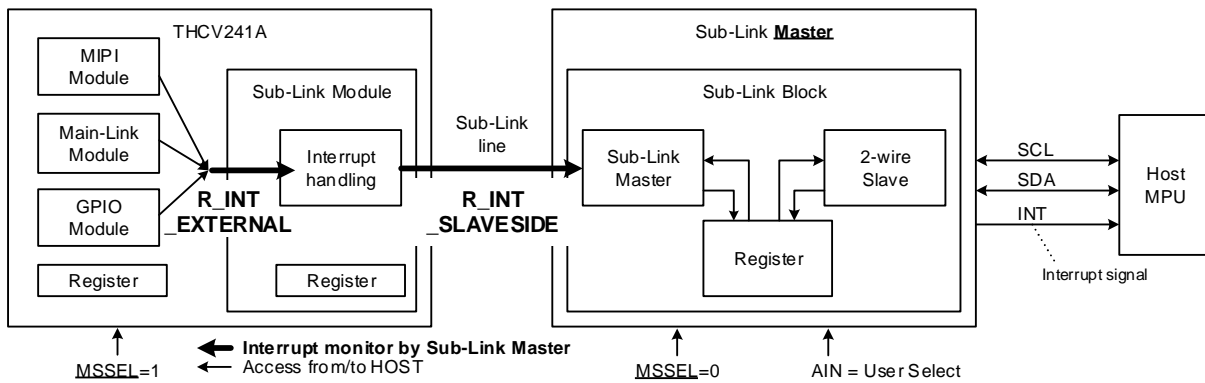 THCV241A
MIPI
Module
Main-Link
Module
GPIO
Module
Register
Sub-Link Module
Interrupt
handling
Register
R_INT
_EXTERNAL
Sub-Link
line
R_INT
_SLAVESIDE
Sub-Link Master
Sub-Link Block
Sub-Link
Master
2-wire
Slave
Register
SCL
SDA
INT
Interrupt signal
Host
MPU
MSSEL=1
Interrupt monitor by Sub-Link Master
Access from/to HOST
MSSEL=0
AIN = User Select